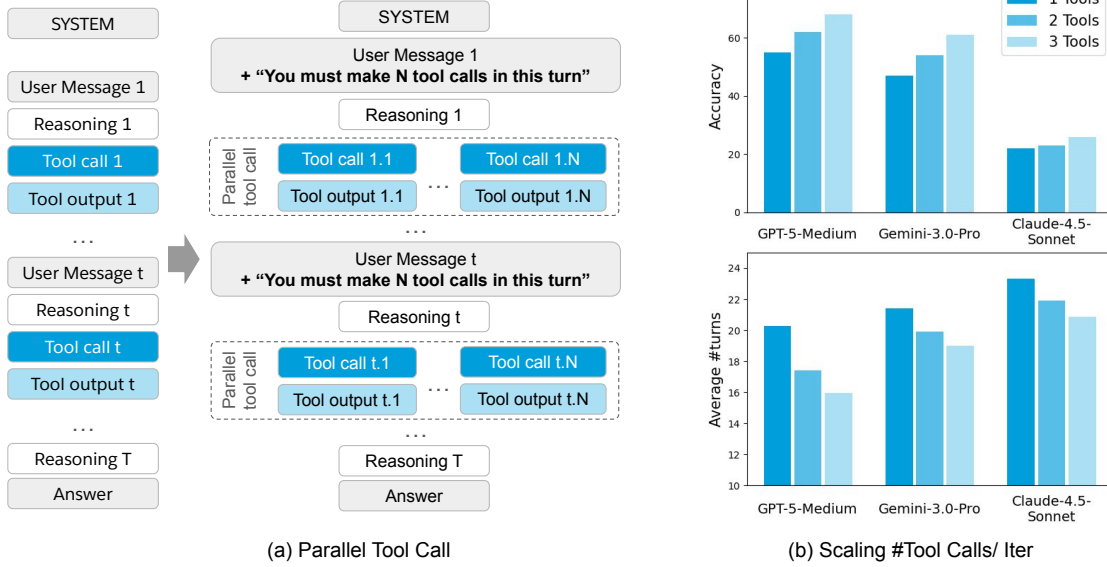 SYSTEM
User Message 1
Reasoning 1
Tool call 1
Tool output 1
...
User Message t
Reasoning t
Tool call t
Tool output t
...
Reasoning T
Answer
SYSTEM
User Message 1
+ “You must make N tool calls in this turn”
Reasoning 1
Parallel
tool call
Tool call 1.1
Tool call 1.N
...
Tool output 1.1
Tool output 1.N
...
User Message t
+ “You must make N tool calls in this turn”
Reasoning t
Parallel
tool call
Tool call t.1
Tool call t.N
...
Tool output t.1
Tool output t.N
...
Reasoning T
Answer
(a) Parallel Tool Call
Tools
2 Tools
3 Tools
Accuracy
60
40
20
0
GPT-5-Medium
Gemini-3.0-Pro
Claude-4.5-
Sonnet
Average #turns
24
22
20
18
16
14
12
10
GPT-5-Medium
Gemini-3.0-Pro
Claude-4.5-
Sonnet
(b) Scaling #Tool Calls/ Iter